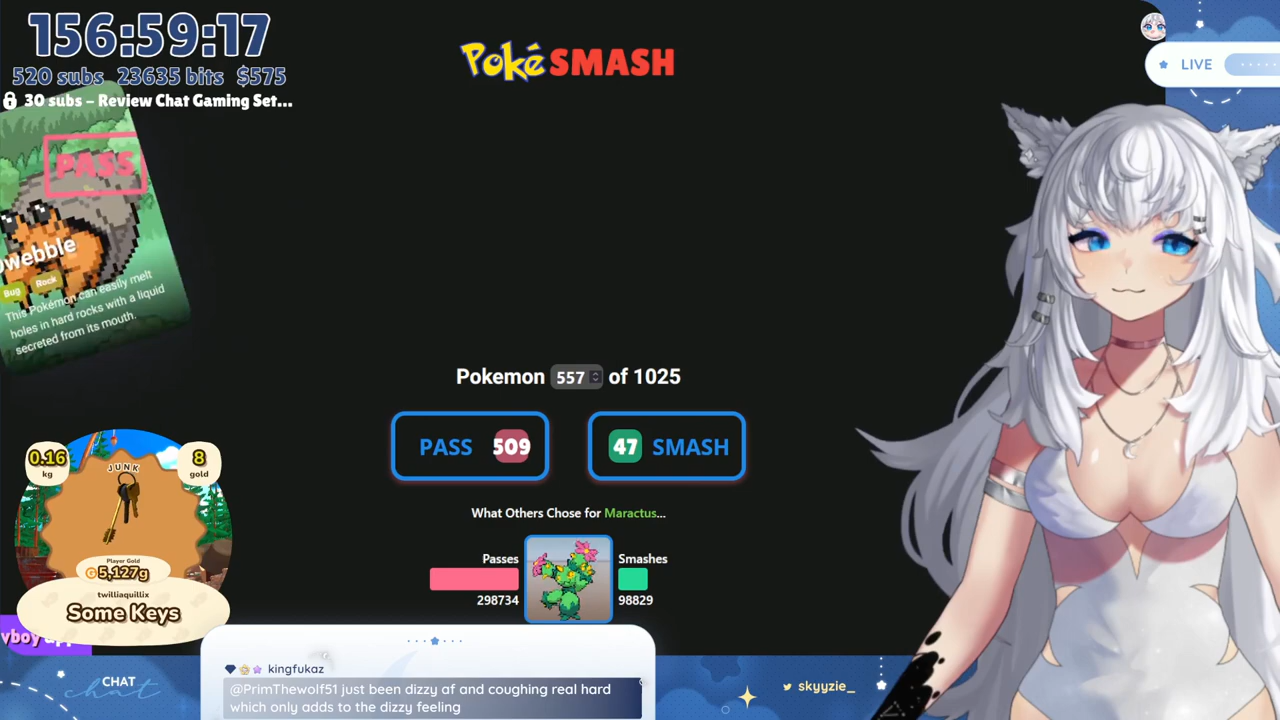 156:59:17
520 subs 23635 bits $575
30 subs - Review Chat Gaming Set...
PokéSMASH
LIVE
PASS
webble
Bug Rock
This Pokémon can easily melt
holes in hard rocks with a liquid
secreted from its mouth.
Pokemon 557 of 1025
PASS 509
47 SMASH
What Others Chose for Maractus...
Passes
298734
Smashes
98829
0.16
kg
JUNK
8
gold
Player Gold
G5,127g
twilliaquillix
Some Keys
vboy
CHAT
chat
kingfukaz
@PrimThewolf51 just been dizzy af and coughing real hard
which only adds to the dizzy feeling
skyyzie_